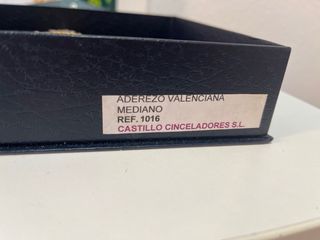 ADEREZO VALENCIANA
MEDIANO
REF. 1016
CASTILLO CINCELADORES S.L.